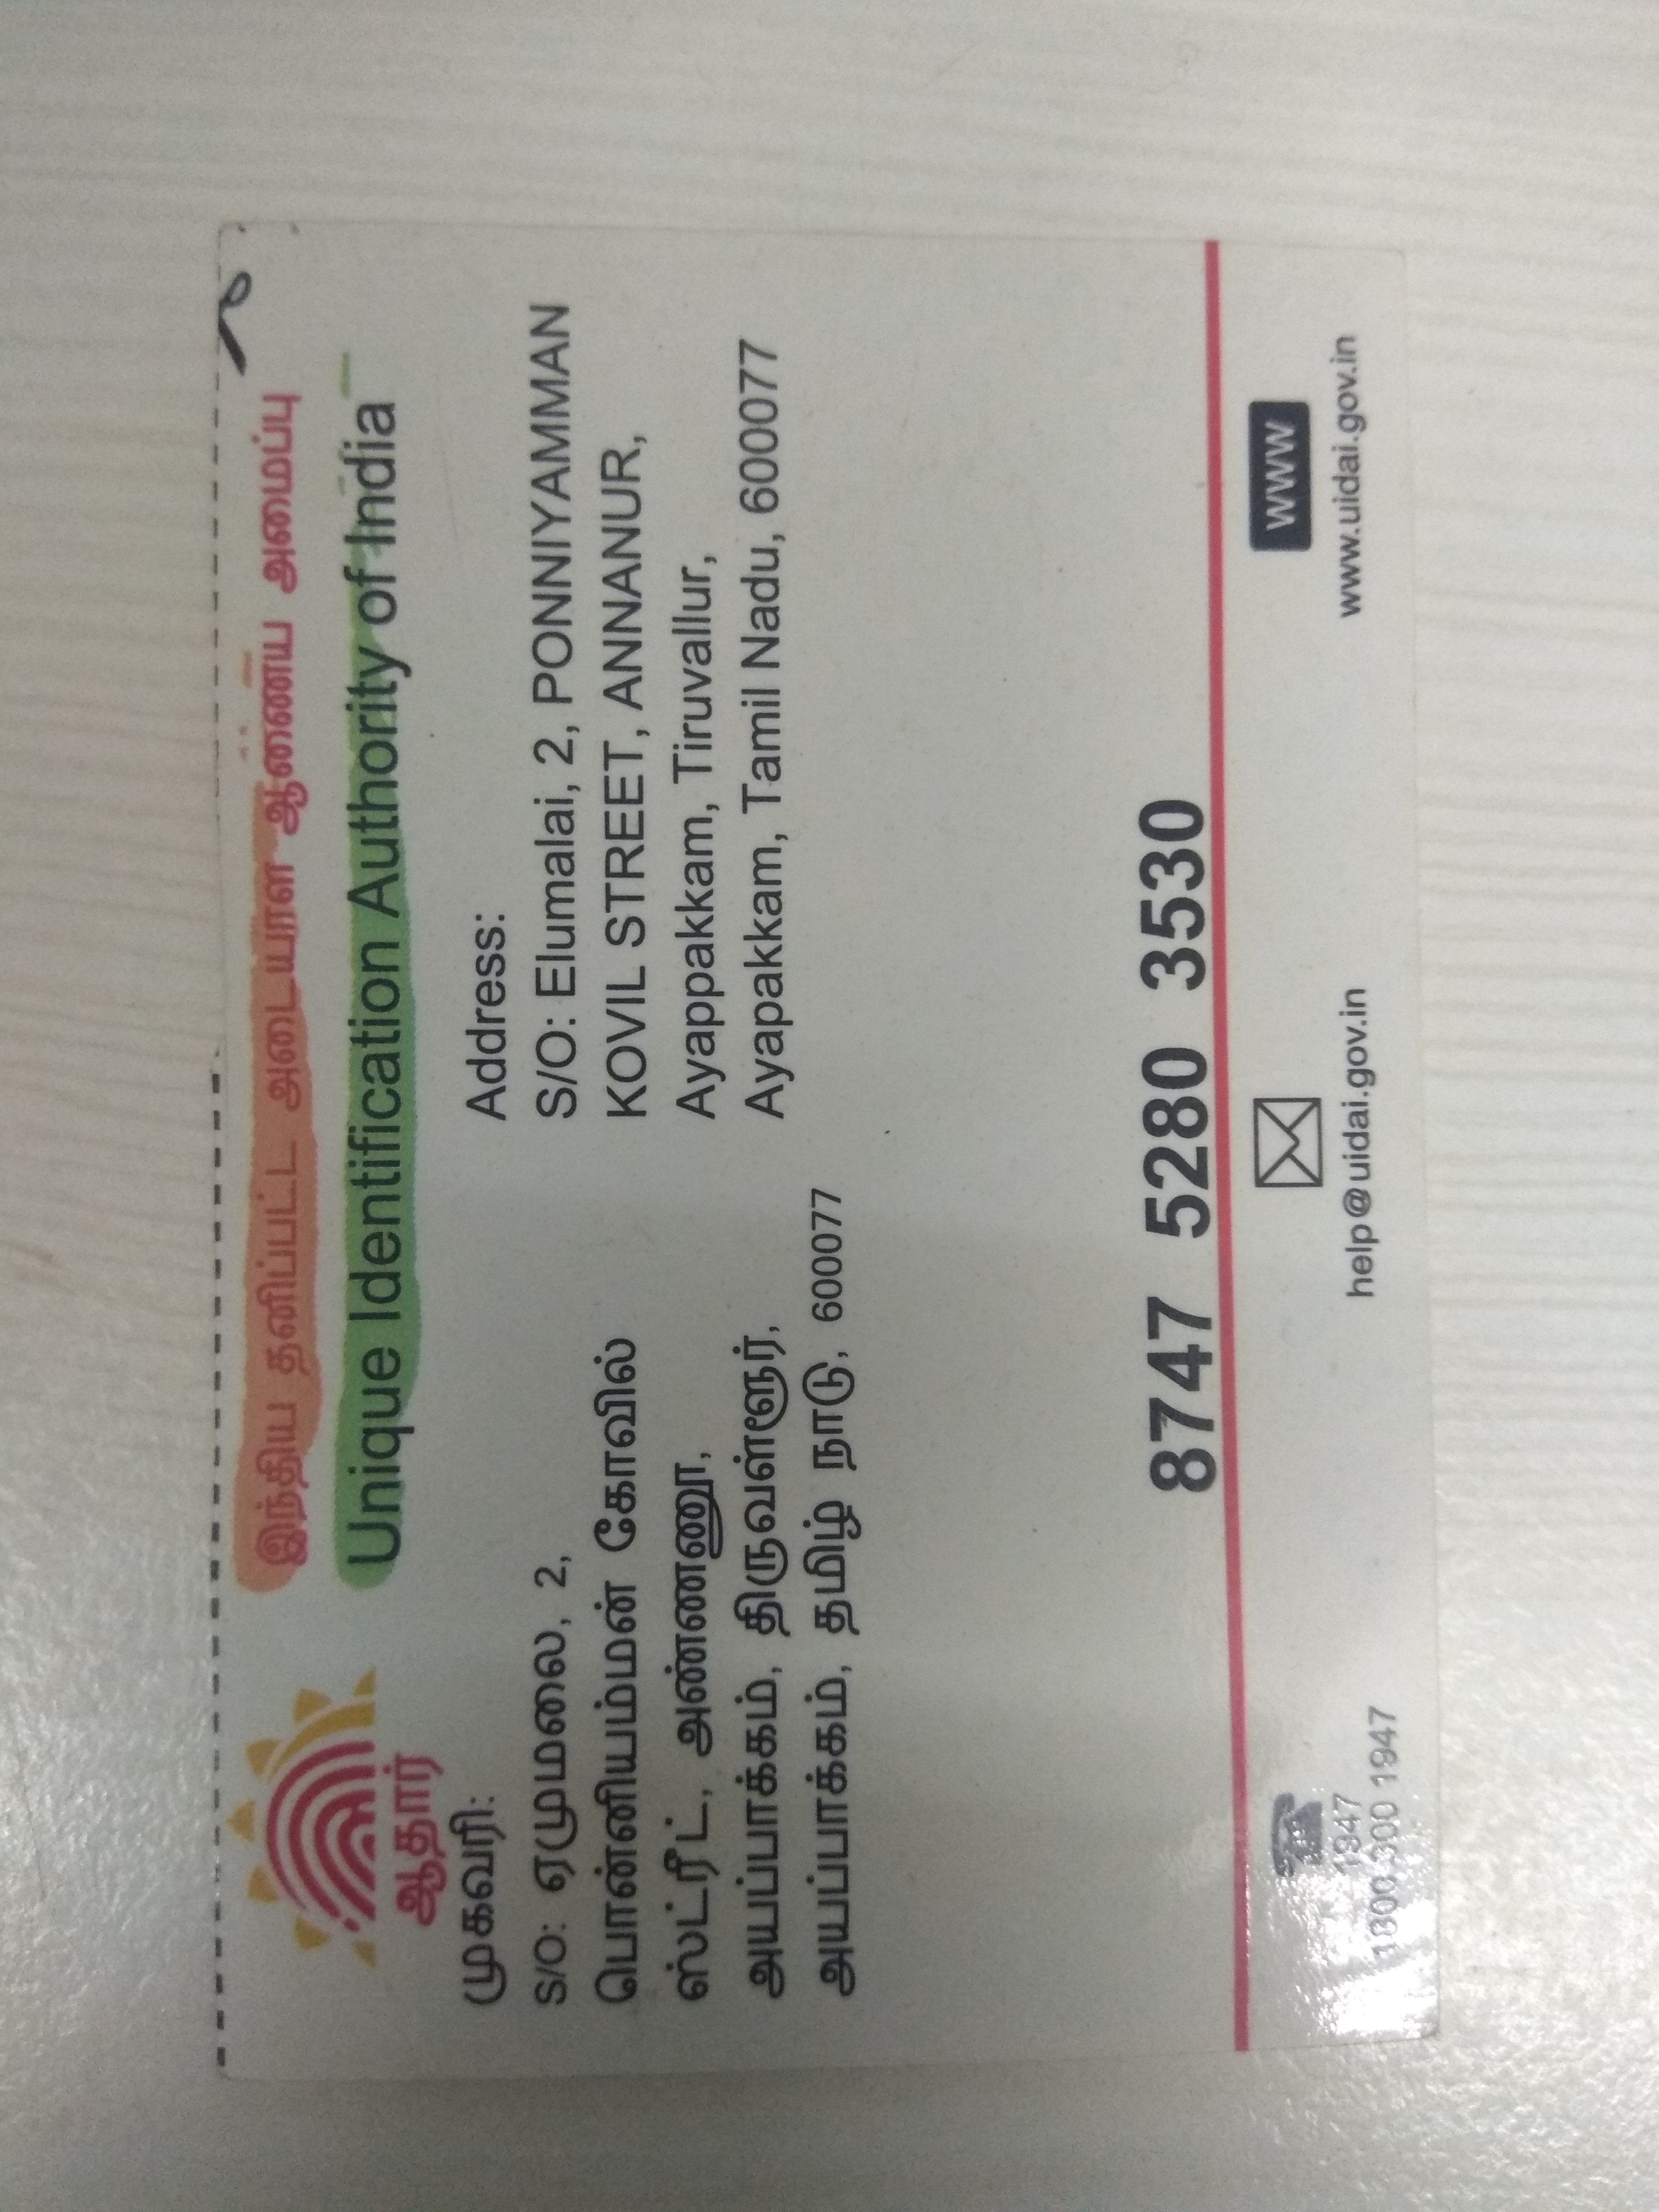 இந்திய தனிப்பட்ட அடையாள ஆணைய அமைப்பு
Unique Identification Authority of India
ஆதார்
முகவரி:
S/O: ஏழுமலை, 2,
பொன்னியம்மன் கோவில்
ஸ்ட்ரீட், அண்ணனூர்,
அயப்பாக்கம், திருவள்ளூர்,
அயப்பாக்கம், தமிழ் நாடு, 600077
Address:
S/O: Elumalai, 2, PONNIYAMMAN
KOVIL STREET, ANNANUR,
Ayappakkam, Tiruvallur,
Ayapakkam, Tamil Nadu, 600077
8747 5280 3530
1947
1800 300 1947
help@uidai.gov.in
WWW
www.uidai.gov.in